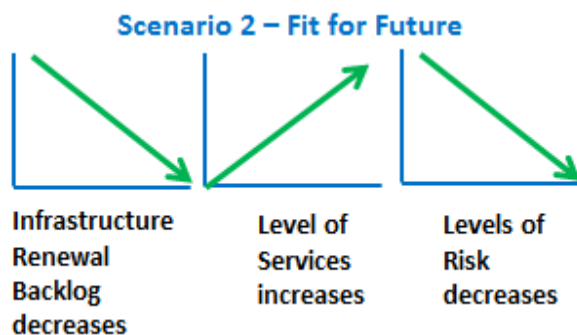 Scenario 2 – Fit for Future
Infrastructure
Renewal
Backlog
decreases
Level of
Services
increases
Levels of
Risk
decreases